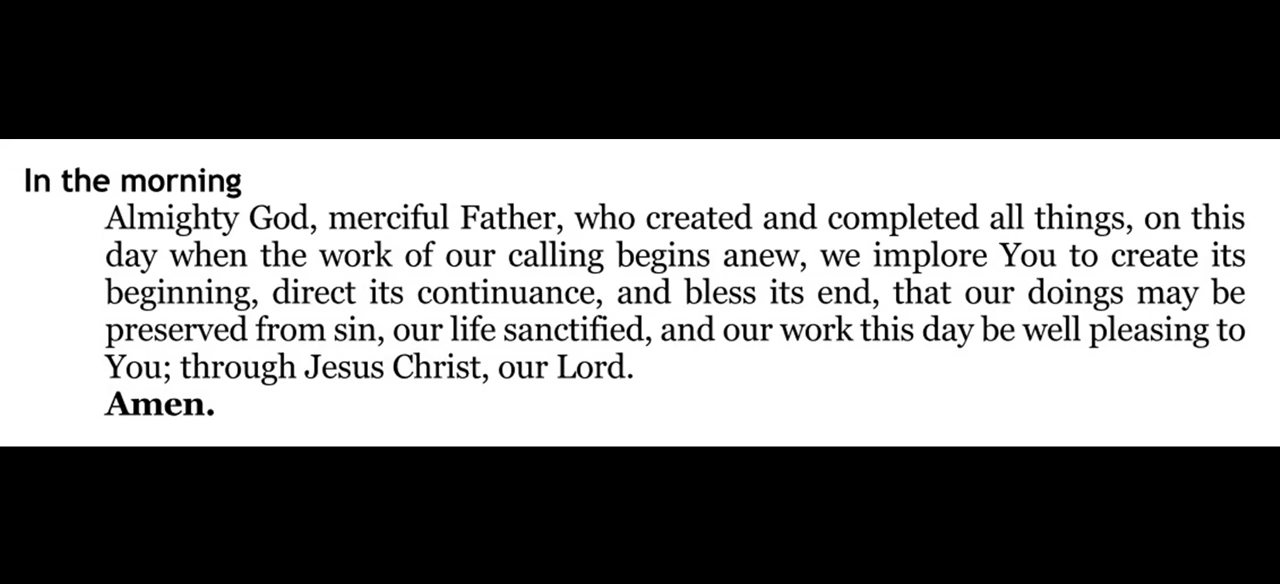 In the morning
Almighty God, merciful Father, who created and completed all things, on this
day when the work of our calling begins anew, we implore You to create its
beginning, direct its continuance, and bless its end, that our doings may be
preserved from sin, our life sanctified, and our work this day be well pleasing to
You; through Jesus Christ, our Lord.
Amen.